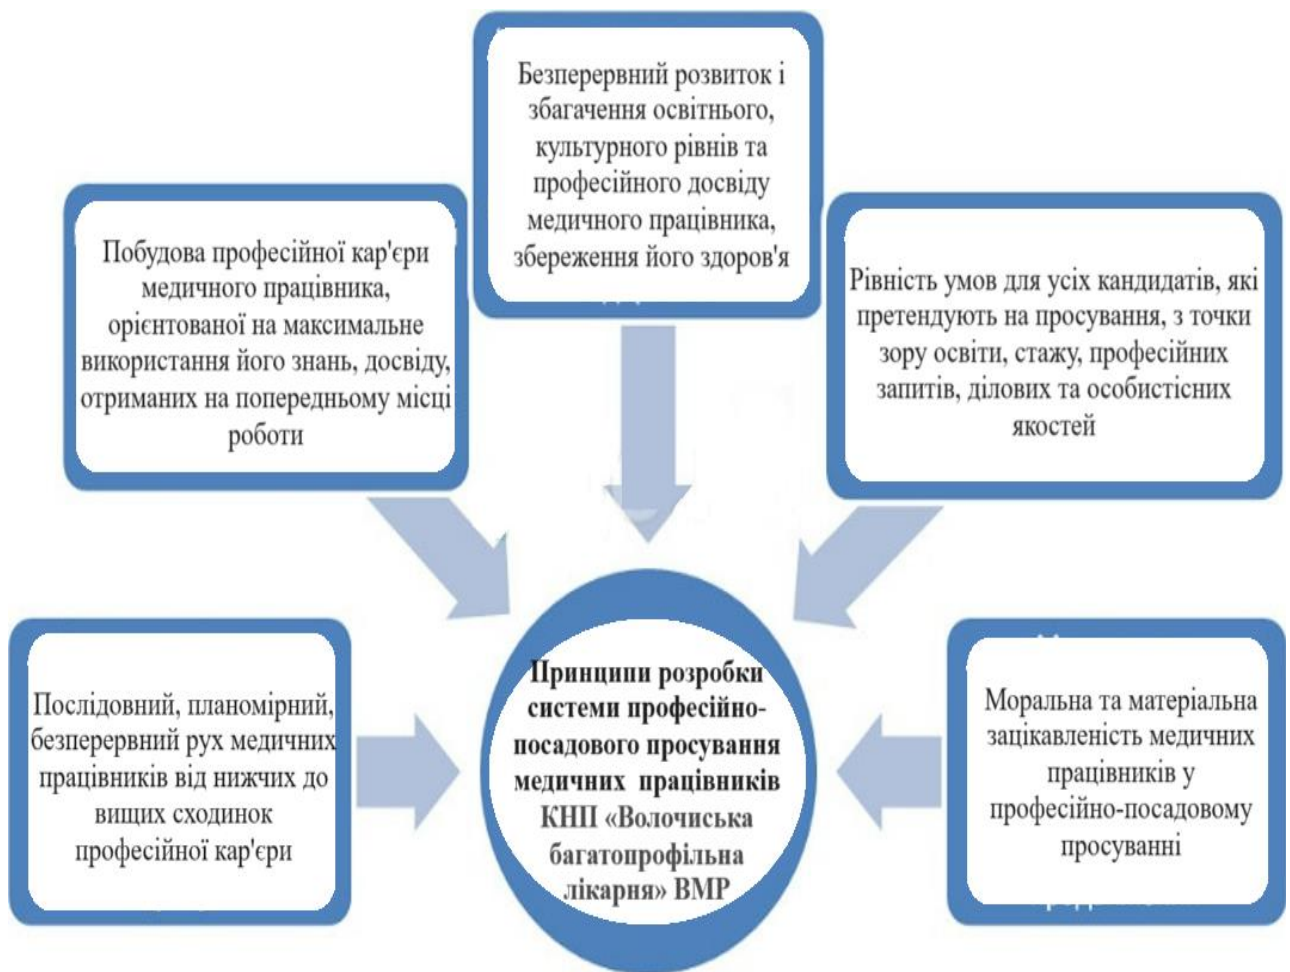 Безперервний розвиток і
збагачення освітнього,
культурного рівнів та
професійного досвіду
медичного працівника,
збереження його здоров'я
Побудова професійної кар'єри
медичного працівника,
орієнтованої на максимальне
використання його знань, досвіду,
отриманих на попередньому місці
роботи
Рівність умов для усіх кандидатів, які
претендують на просування, з точки
зору освіти, стажу, професійних
запитів, ділових та особистісних
якостей
Послідовний, планомірний,
безперервний рух медичних
працівників від нижчих до
вищих сходинок
професійної кар'єри
Принципи розробки
системи професійно-
посадового просування
медичних працівників
КНП «Волочиська
багатопрофільна
лікарня» ВМР
Моральна та матеріальна
зацікавленість медичних
працівників у
професійно-посадовому
просуванні